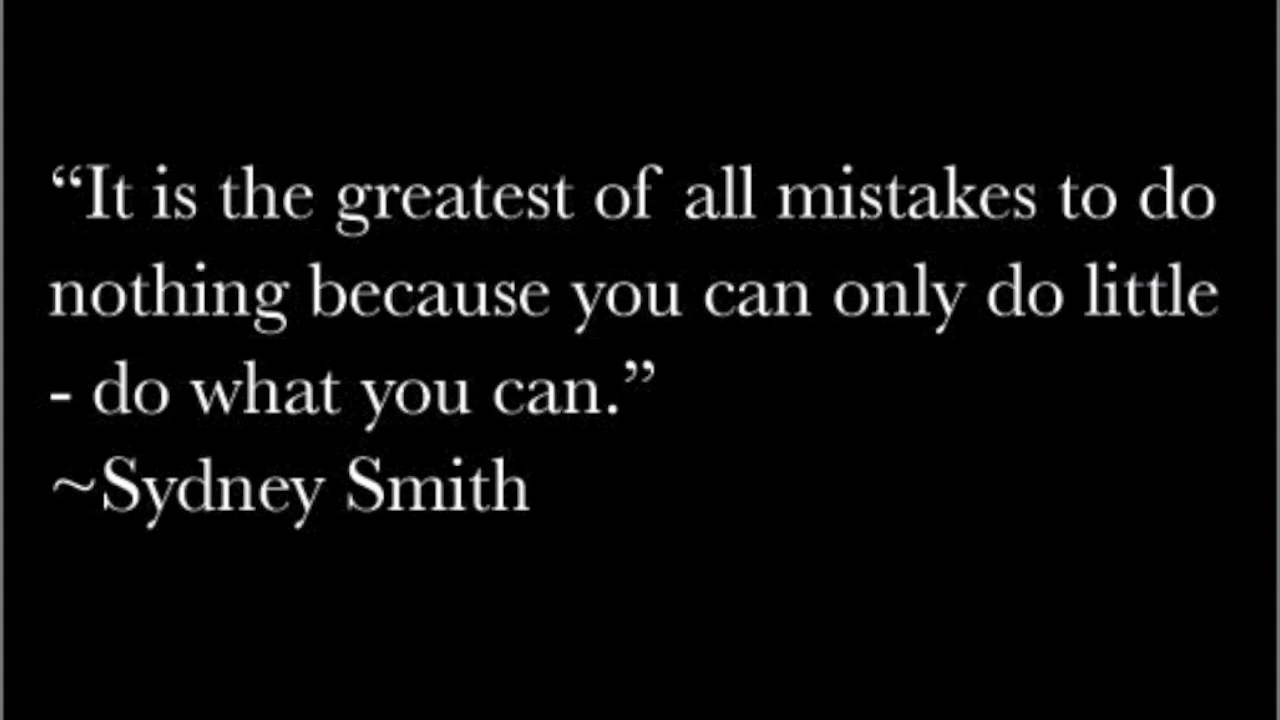 “It is the greatest of all mistakes to do
nothing because you can only do little
- do what you can.”
~Sydney Smith